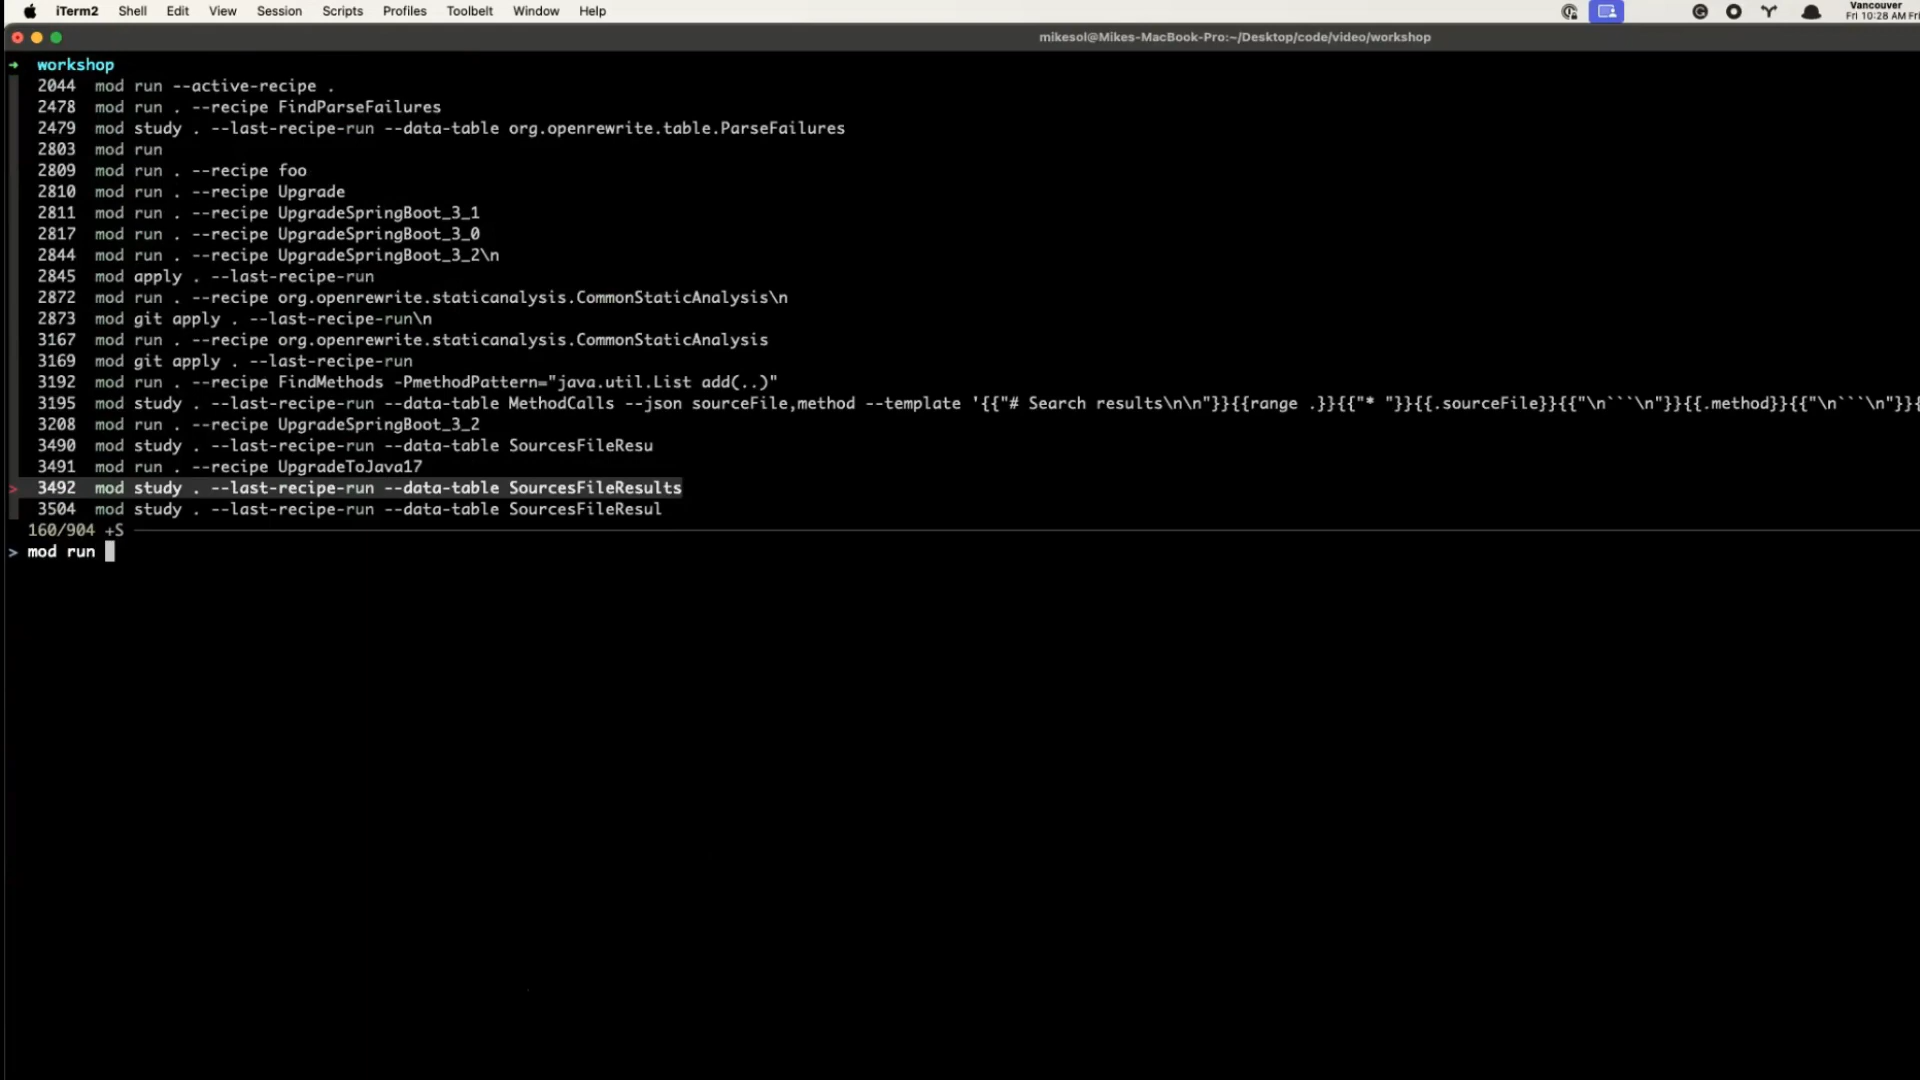 iTerm2 Shell Edit View Session Scripts Profiles Toolbelt Window Help
Vancouver
Fri 10:28 AM Fri
mikesol@Mikes-MacBook-Pro:~/Desktop/code/video/workshop
→ workshop
2044 mod run --active-recipe .
2478 mod run . --recipe FindParseFailures
2479 mod study . --last-recipe-run --data-table org.openrewrite.table.ParseFailures
2803 mod run
2809 mod run . --recipe foo
2810 mod run . --recipe Upgrade
2811 mod run . --recipe UpgradeSpringBoot_3_1
2817 mod run . --recipe UpgradeSpringBoot_3_0
2844 mod run . --recipe UpgradeSpringBoot_3_2\n
2845 mod apply . --last-recipe-run
2872 mod run . --recipe org.openrewrite.staticanalysis.CommonStaticAnalysis\n
2873 mod git apply . --last-recipe-run\n
3167 mod run . --recipe org.openrewrite.staticanalysis.CommonStaticAnalysis
3169 mod git apply . --last-recipe-run
3192 mod run . --recipe FindMethods -PmethodPattern="java.util.List add(..)"
3195 mod study . --last-recipe-run --data-table MethodCalls --json sourceFile,method --template '{{"# Search results\n\n"}}{{range .}}{{"* "}}{{.sourceFile}}{{"\n```\n"}}{{.method}}{{"\n```\n"}}{
3208 mod run . --recipe UpgradeSpringBoot_3_2
3490 mod study . --last-recipe-run --data-table SourcesFileResu
3491 mod run . --recipe UpgradeToJava17
> 3492 mod study . --last-recipe-run --data-table SourcesFileResults
3504 mod study . --last-recipe-run --data-table SourcesFileResul
160/904 +S
> mod run